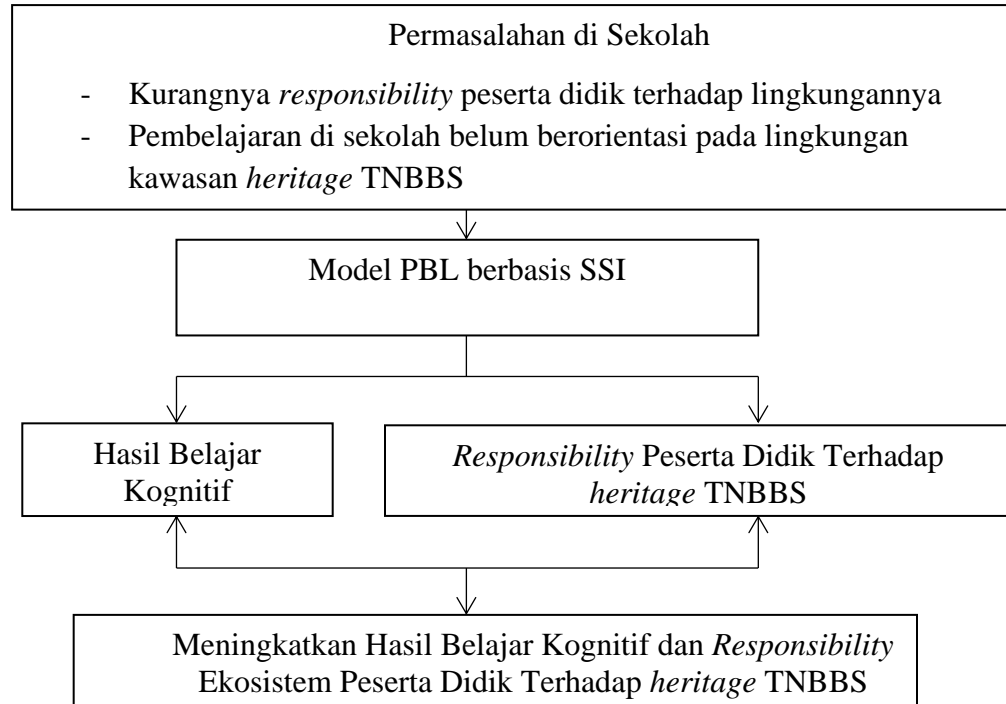 Permasalahan di Sekolah
- Kurangnya responsibility peserta didik terhadap lingkungannya
- Pembelajaran di sekolah belum berorientasi pada lingkungan
kawasan heritage TNBBS
Model PBL berbasis SSI
Hasil Belajar
Kognitif
Responsibility Peserta Didik Terhadap
heritage TNBBS
Meningkatkan Hasil Belajar Kognitif dan Responsibility
Ekosistem Peserta Didik Terhadap heritage TNBBS